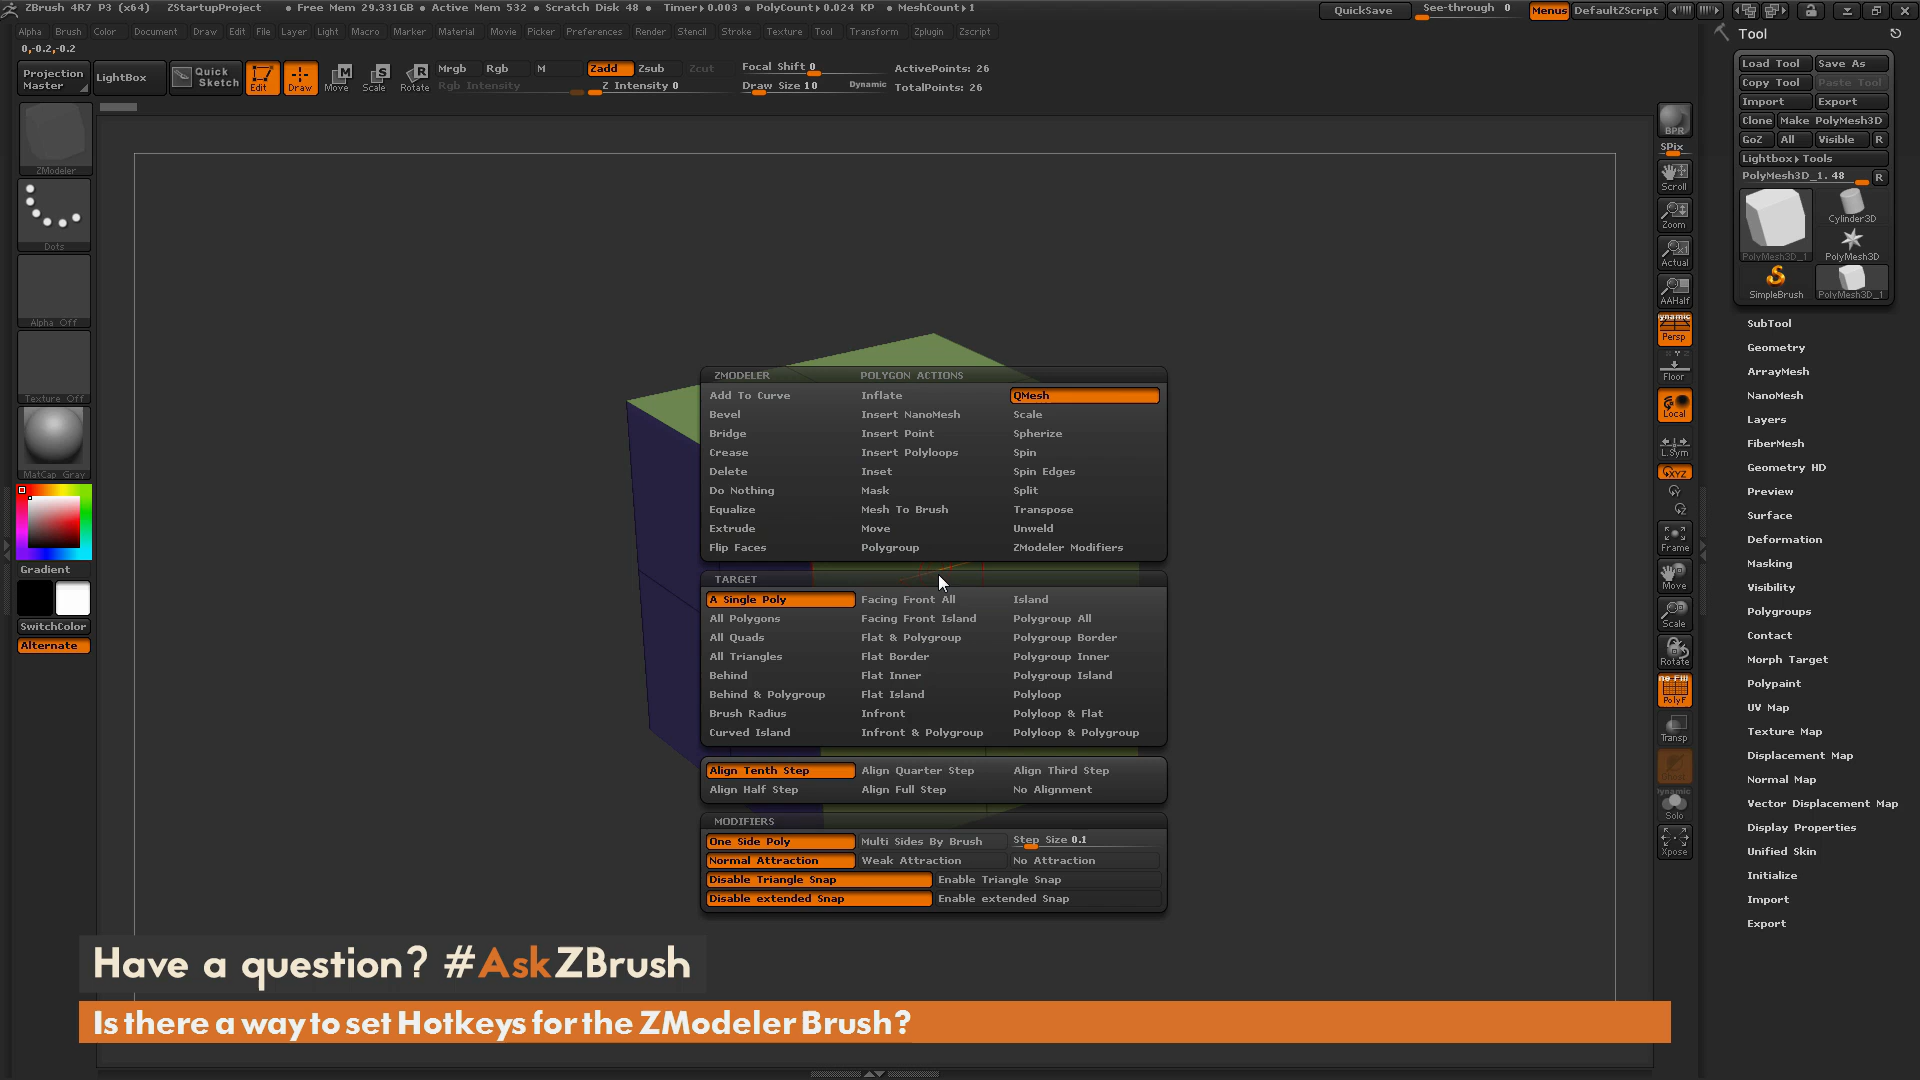 ZBrush 4R7 P3 (x64) ZStartupProject • Free Mem 29.331GB • Active Mem 532 • Scratch Disk 48 • Timer▸0.003 • PolyCount▸0.024 KP • MeshCount▸1 QuickSave See-through 0 Menus DefaultZScript
Alpha Brush Color Document Draw Edit File Layer Light Macro Marker Material Movie Picker Preferences Render Stencil Stroke Texture Tool Transform Zplugin Zscript
0,-0.2,-0.2
Projection Master
LightBox
Quick Sketch
Edit
Draw
Move
Scale
Rotate
Mrgb Rgb M
Rgb Intensity
Zadd Zsub Zcut
Z Intensity 0
Focal Shift 0
Draw Size 10 Dynamic
ActivePoints: 26
TotalPoints: 26
ZModeler
Dots
Alpha Off
Texture Off
MatCap Gray
Gradient
SwitchColor
Alternate
ZMODELER POLYGON ACTIONS
Add To Curve Inflate QMesh
Bevel Insert NanoMesh Scale
Bridge Insert Point Spherize
Crease Insert Polyloops Spin
Delete Inset Spin Edges
Do Nothing Mask Split
Equalize Mesh To Brush Transpose
Extrude Move Unweld
Flip Faces Polygroup ZModeler Modifiers
TARGET
A Single Poly Facing Front All Island
All Polygons Facing Front Island Polygroup All
All Quads Flat & Polygroup Polygroup Border
All Triangles Flat Border Polygroup Inner
Behind Flat Inner Polygroup Island
Behind & Polygroup Flat Island Polyloop
Brush Radius Infront Polyloop & Flat
Curved Island Infront & Polygroup Polyloop & Polygroup
Align Tenth Step Align Quarter Step Align Third Step
Align Half Step Align Full Step No Alignment
MODIFIERS
One Side Poly Multi Sides By Brush Step Size 0.1
Normal Attraction Weak Attraction No Attraction
Disable Triangle Snap Enable Triangle Snap
Disable extended Snap Enable extended Snap
BPR
SPix
Scroll
Zoom
Actual
AAHalf
Persp
Floor
Local
L.Sym
XYZ
Frame
Move
Scale
Rotate
PolyF
Transp
Ghost
Dynamic
Solo
Xpose
Tool
Load Tool Save As
Copy Tool Paste Tool
Import Export
Clone Make PolyMesh3D
GoZ All Visible R
Lightbox▸Tools
PolyMesh3D_1. 48 R
PolyMesh3D_1
Cylinder3D
PolyMesh3D
SimpleBrush
PolyMesh3D_1
SubTool
Geometry
ArrayMesh
NanoMesh
Layers
FiberMesh
Geometry HD
Preview
Surface
Deformation
Masking
Visibility
Polygroups
Contact
Morph Target
Polypaint
UV Map
Texture Map
Displacement Map
Normal Map
Vector Displacement Map
Display Properties
Unified Skin
Initialize
Import
Export
Have a question? #AskZBrush
Is there a way to set Hotkeys for the ZModeler Brush?